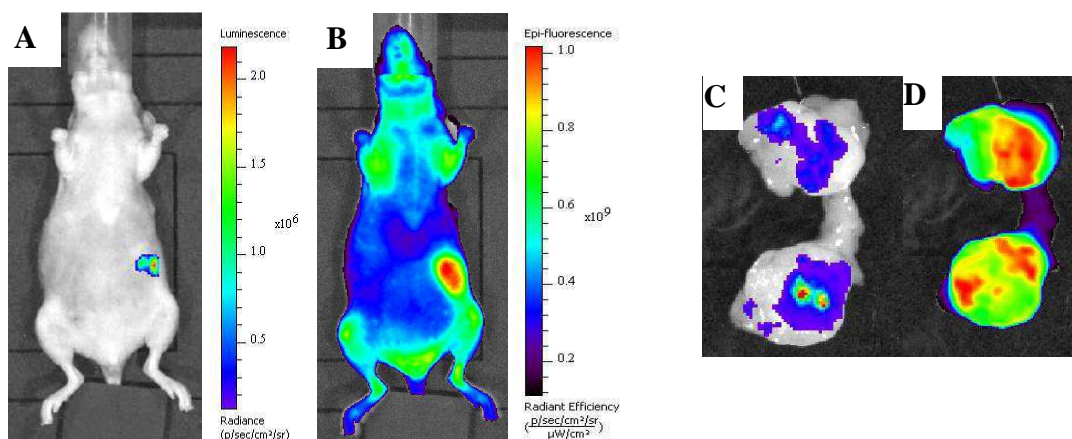 A
Luminescence
2.0
1.5
x10⁶
1.0
0.5
Radiance
(p/sec/cm²/sr)
B
Epi-fluorescence
1.0
0.8
x10⁹
0.6
0.4
0.2
Radiant Efficiency
(p/sec/cm²/sr / µW/cm²)
C
D